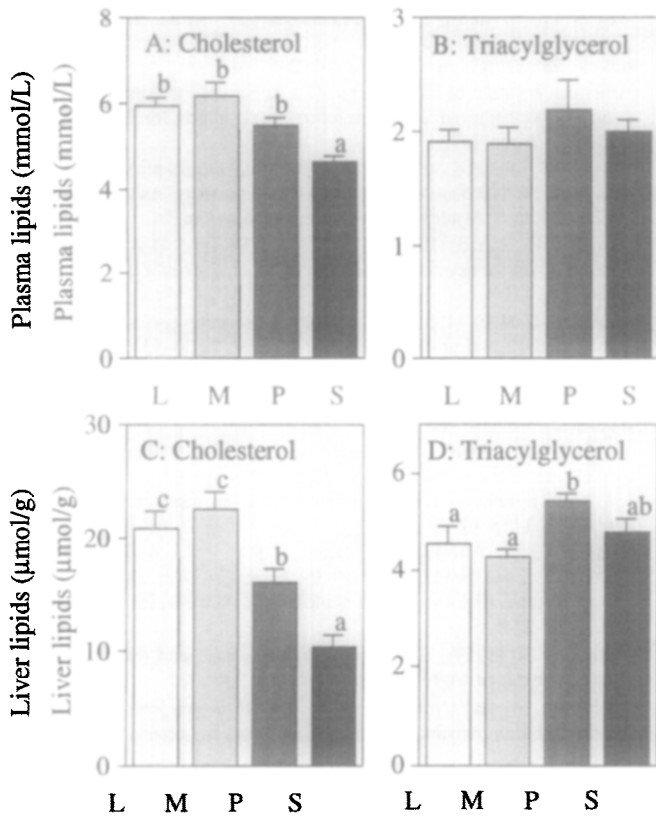 Plasma lipids (mmol/L)
Plasma lipids (mmol/L)
8
6
4
2
0
A: Cholesterol
b
b
b
a
L M P S
3
2
1
0
B: Triacylglycerol
L M P S
Liver lipids (μmol/g)
Liver lipids (μmol/g)
30
20
10
0
C: Cholesterol
c
c
b
a
L M P S
6
4
2
0
D: Triacylglycerol
a
a
b
ab
L M P S